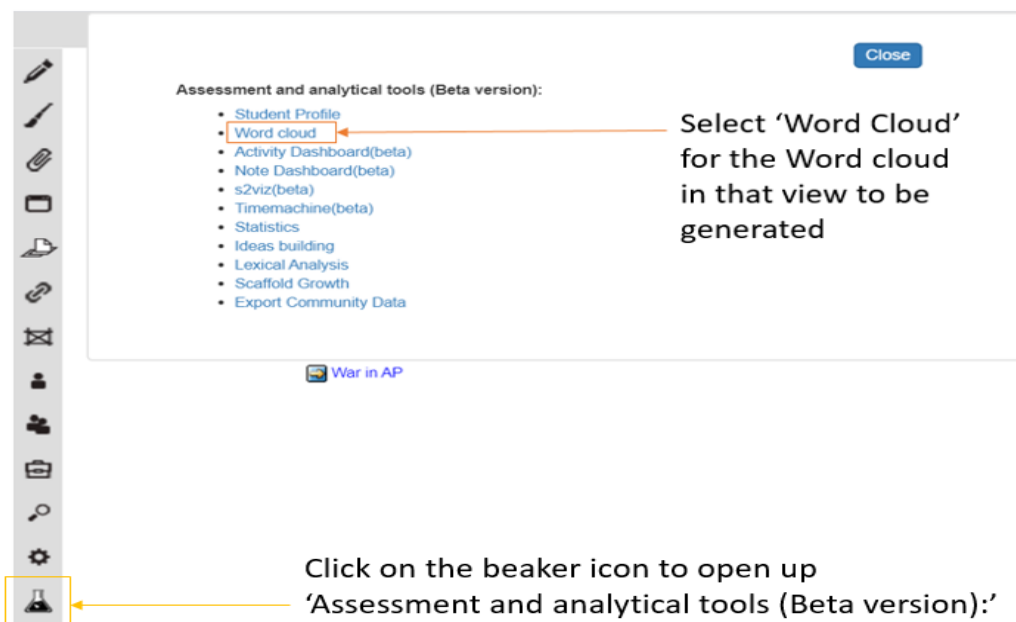 Close
Assessment and analytical tools (Beta version):
• Student Profile
• Word cloud
• Activity Dashboard(beta)
• Note Dashboard(beta)
• s2viz(beta)
• Timemachine(beta)
• Statistics
• Ideas building
• Lexical Analysis
• Scaffold Growth
• Export Community Data
Select ‘Word Cloud’
for the Word cloud
in that view to be
generated
War in AP
Click on the beaker icon to open up
‘Assessment and analytical tools (Beta version):’